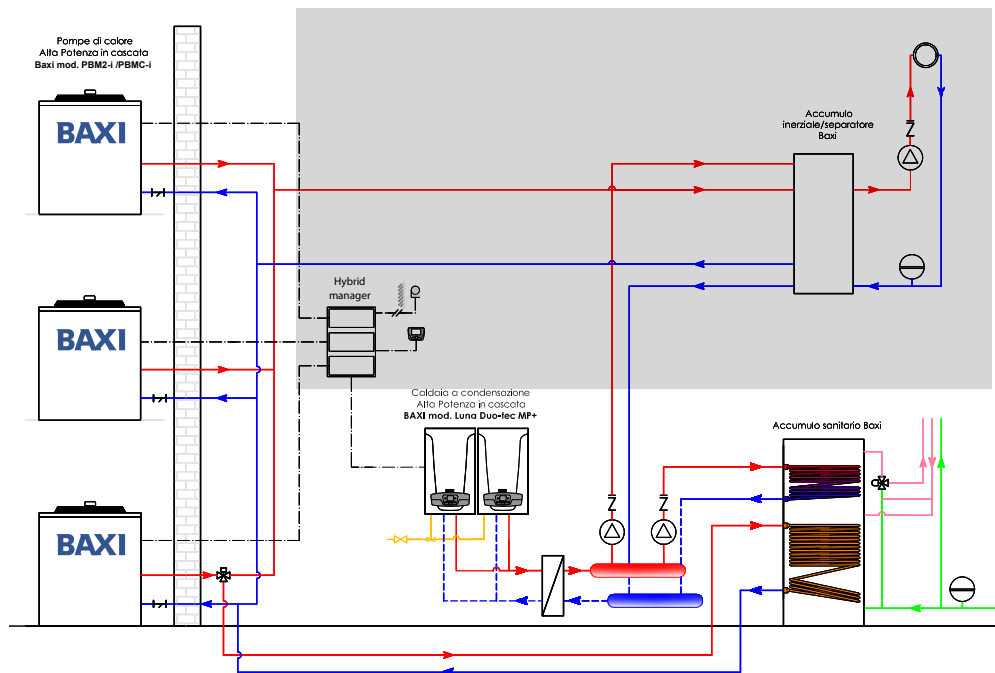 Pompe di calore
Alta Potenza in cascata
Baxi mod. PBM2-i /PBMC-i
BAXI
BAXI
BAXI
Hybrid
manager
Accumulo
inerziale/separatore
Baxi
Caldaia a condensazione
Alta Potenza in cascata
BAXI mod. Luna Duo-tec MP+
GAS
Accumulo sanitario Baxi